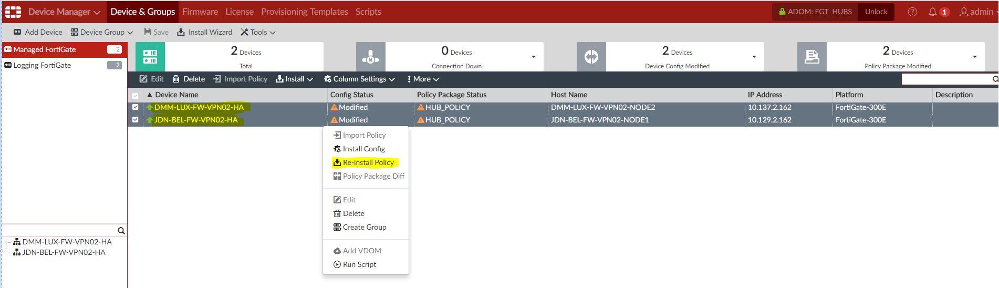 Device Manager Device & Groups Firmware License Provisioning Templates Scripts ADOM: FGT_HUBS Unlock 1 admin
Add Device Device Group Save Install Wizard Tools
Managed FortiGate 2
Logging FortiGate 2
2 Devices
Total
0 Devices
Connection Down
2 Devices
Device Config Modified
2 Devices
Policy Package Modified
Edit Delete Import Policy Install Column Settings More
Device Name Config Status Policy Package Status Host Name IP Address Platform Description
DMM-LUX-FW-VPN02-HA Modified HUB_POLICY DMM-LUX-FW-VPN02-NODE2 10.137.2.162 FortiGate-300E
JDN-BEL-FW-VPN02-HA Modified HUB_POLICY JDN-BEL-FW-VPN02-NODE1 10.129.2.162 FortiGate-300E
Import Policy
Install Config
Re-install Policy
Policy Package Diff
Edit
Delete
Create Group
Add VDOM
Run Script
DMM-LUX-FW-VPN02-HA
JDN-BEL-FW-VPN02-HA